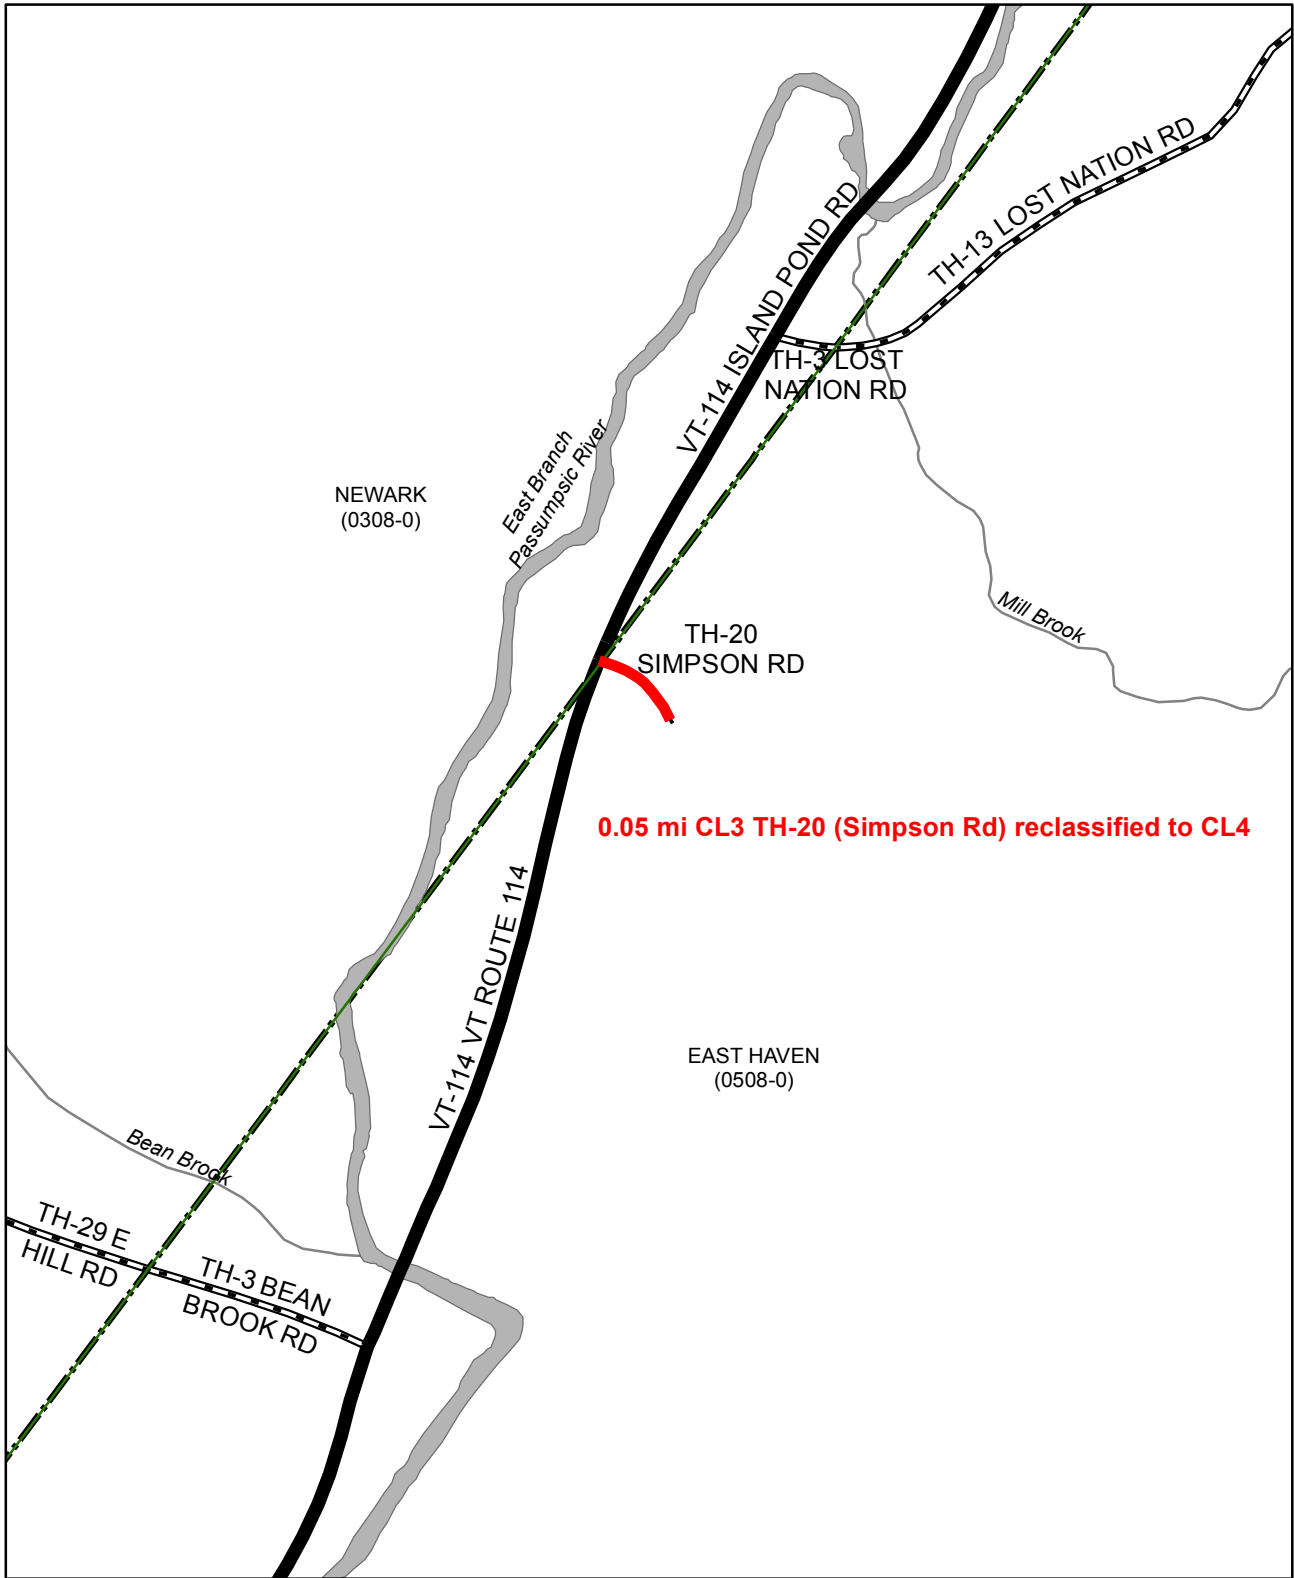 VT-114 ISLAND POND RD
TH-13 LOST NATION RD
TH-3 LOST
NATION RD
East Branch
Passumpsic River
NEWARK
(0308-0)
Mill Brook
TH-20
SIMPSON RD
0.05 mi CL3 TH-20 (Simpson Rd) reclassified to CL4
VT-114 VT ROUTE 114
EAST HAVEN
(0508-0)
Bean Brook
TH-29 E
HILL RD
TH-3 BEAN
BROOK RD